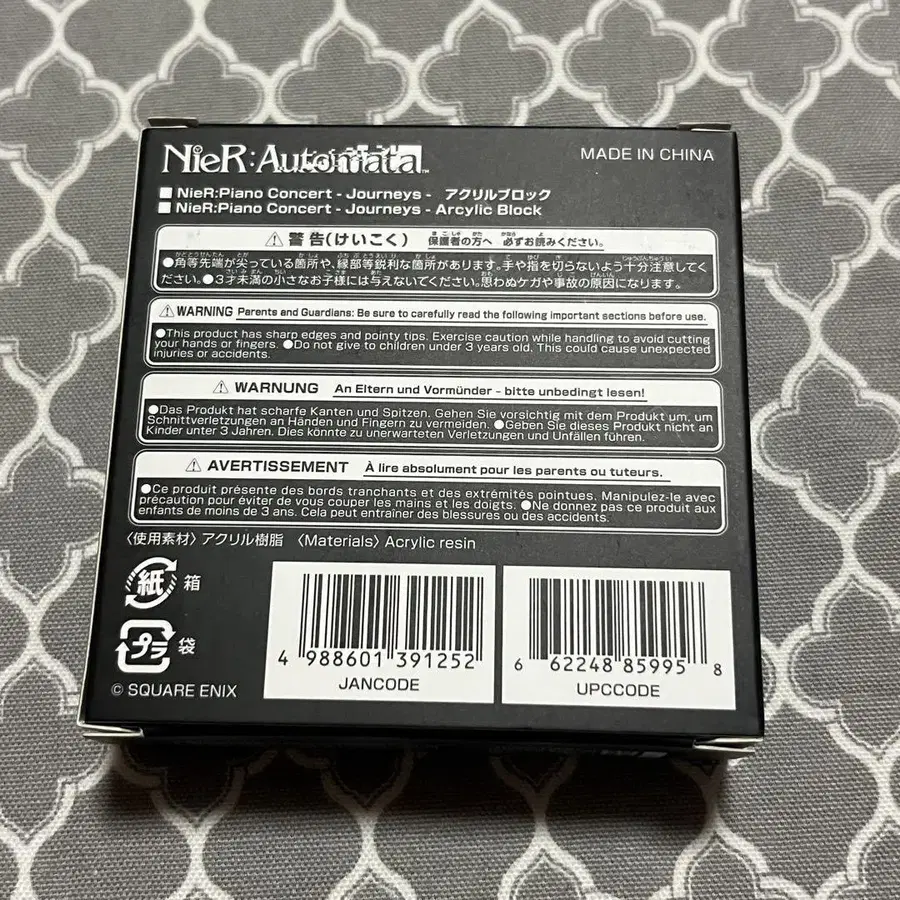 NieR:Automata™
MADE IN CHINA
■ NieR:Piano Concert - Journeys - アクリルブロック
■ NieR:Piano Concert - Journeys - Arcylic Block
⚠ 警告(けいこく) 保護者の方へ 必ずお読みください。
●角等先端が尖っている箇所や、縁部等鋭利な箇所があります。手や指を切らないよう十分注意してく
ださい。●3才未満の小さなお子様には与えないでください。思わぬケガや事故の原因になります。
⚠WARNING Parents and Guardians: Be sure to carefully read the following important sections before use.
●This product has sharp edges and pointy tips. Exercise caution while handling to avoid cutting
your hands or fingers. ●Do not give to children under 3 years old. This could cause unexpected
injuries or accidents.
⚠ WARNUNG An Eltern und Vormünder - bitte unbedingt lesen!
●Das Produkt hat scharfe Kanten und Spitzen. Gehen Sie vorsichtig mit dem Produkt um, um
Schnittverletzungen an Händen und Fingern zu vermeiden. ●Geben Sie dieses Produkt nicht an
Kinder unter 3 Jahren. Dies könnte zu unerwarteten Verletzungen und Unfällen führen.
⚠ AVERTISSEMENT À lire absolument pour les parents ou tuteurs.
●Ce produit présente des bords tranchants et des extrémités pointues. Manipulez-le avec
précaution pour éviter de vous couper les mains et les doigts. ●Ne donnez pas ce produit aux
enfants de moins de 3 ans. Cela peut entraîner des blessures ou des accidents.
〈使用素材〉アクリル樹脂 〈Materials〉Acrylic resin
紙 箱
プラ 袋
© SQUARE ENIX
4 988601 391252
JANCODE
6 62248 85995 8
UPCCODE